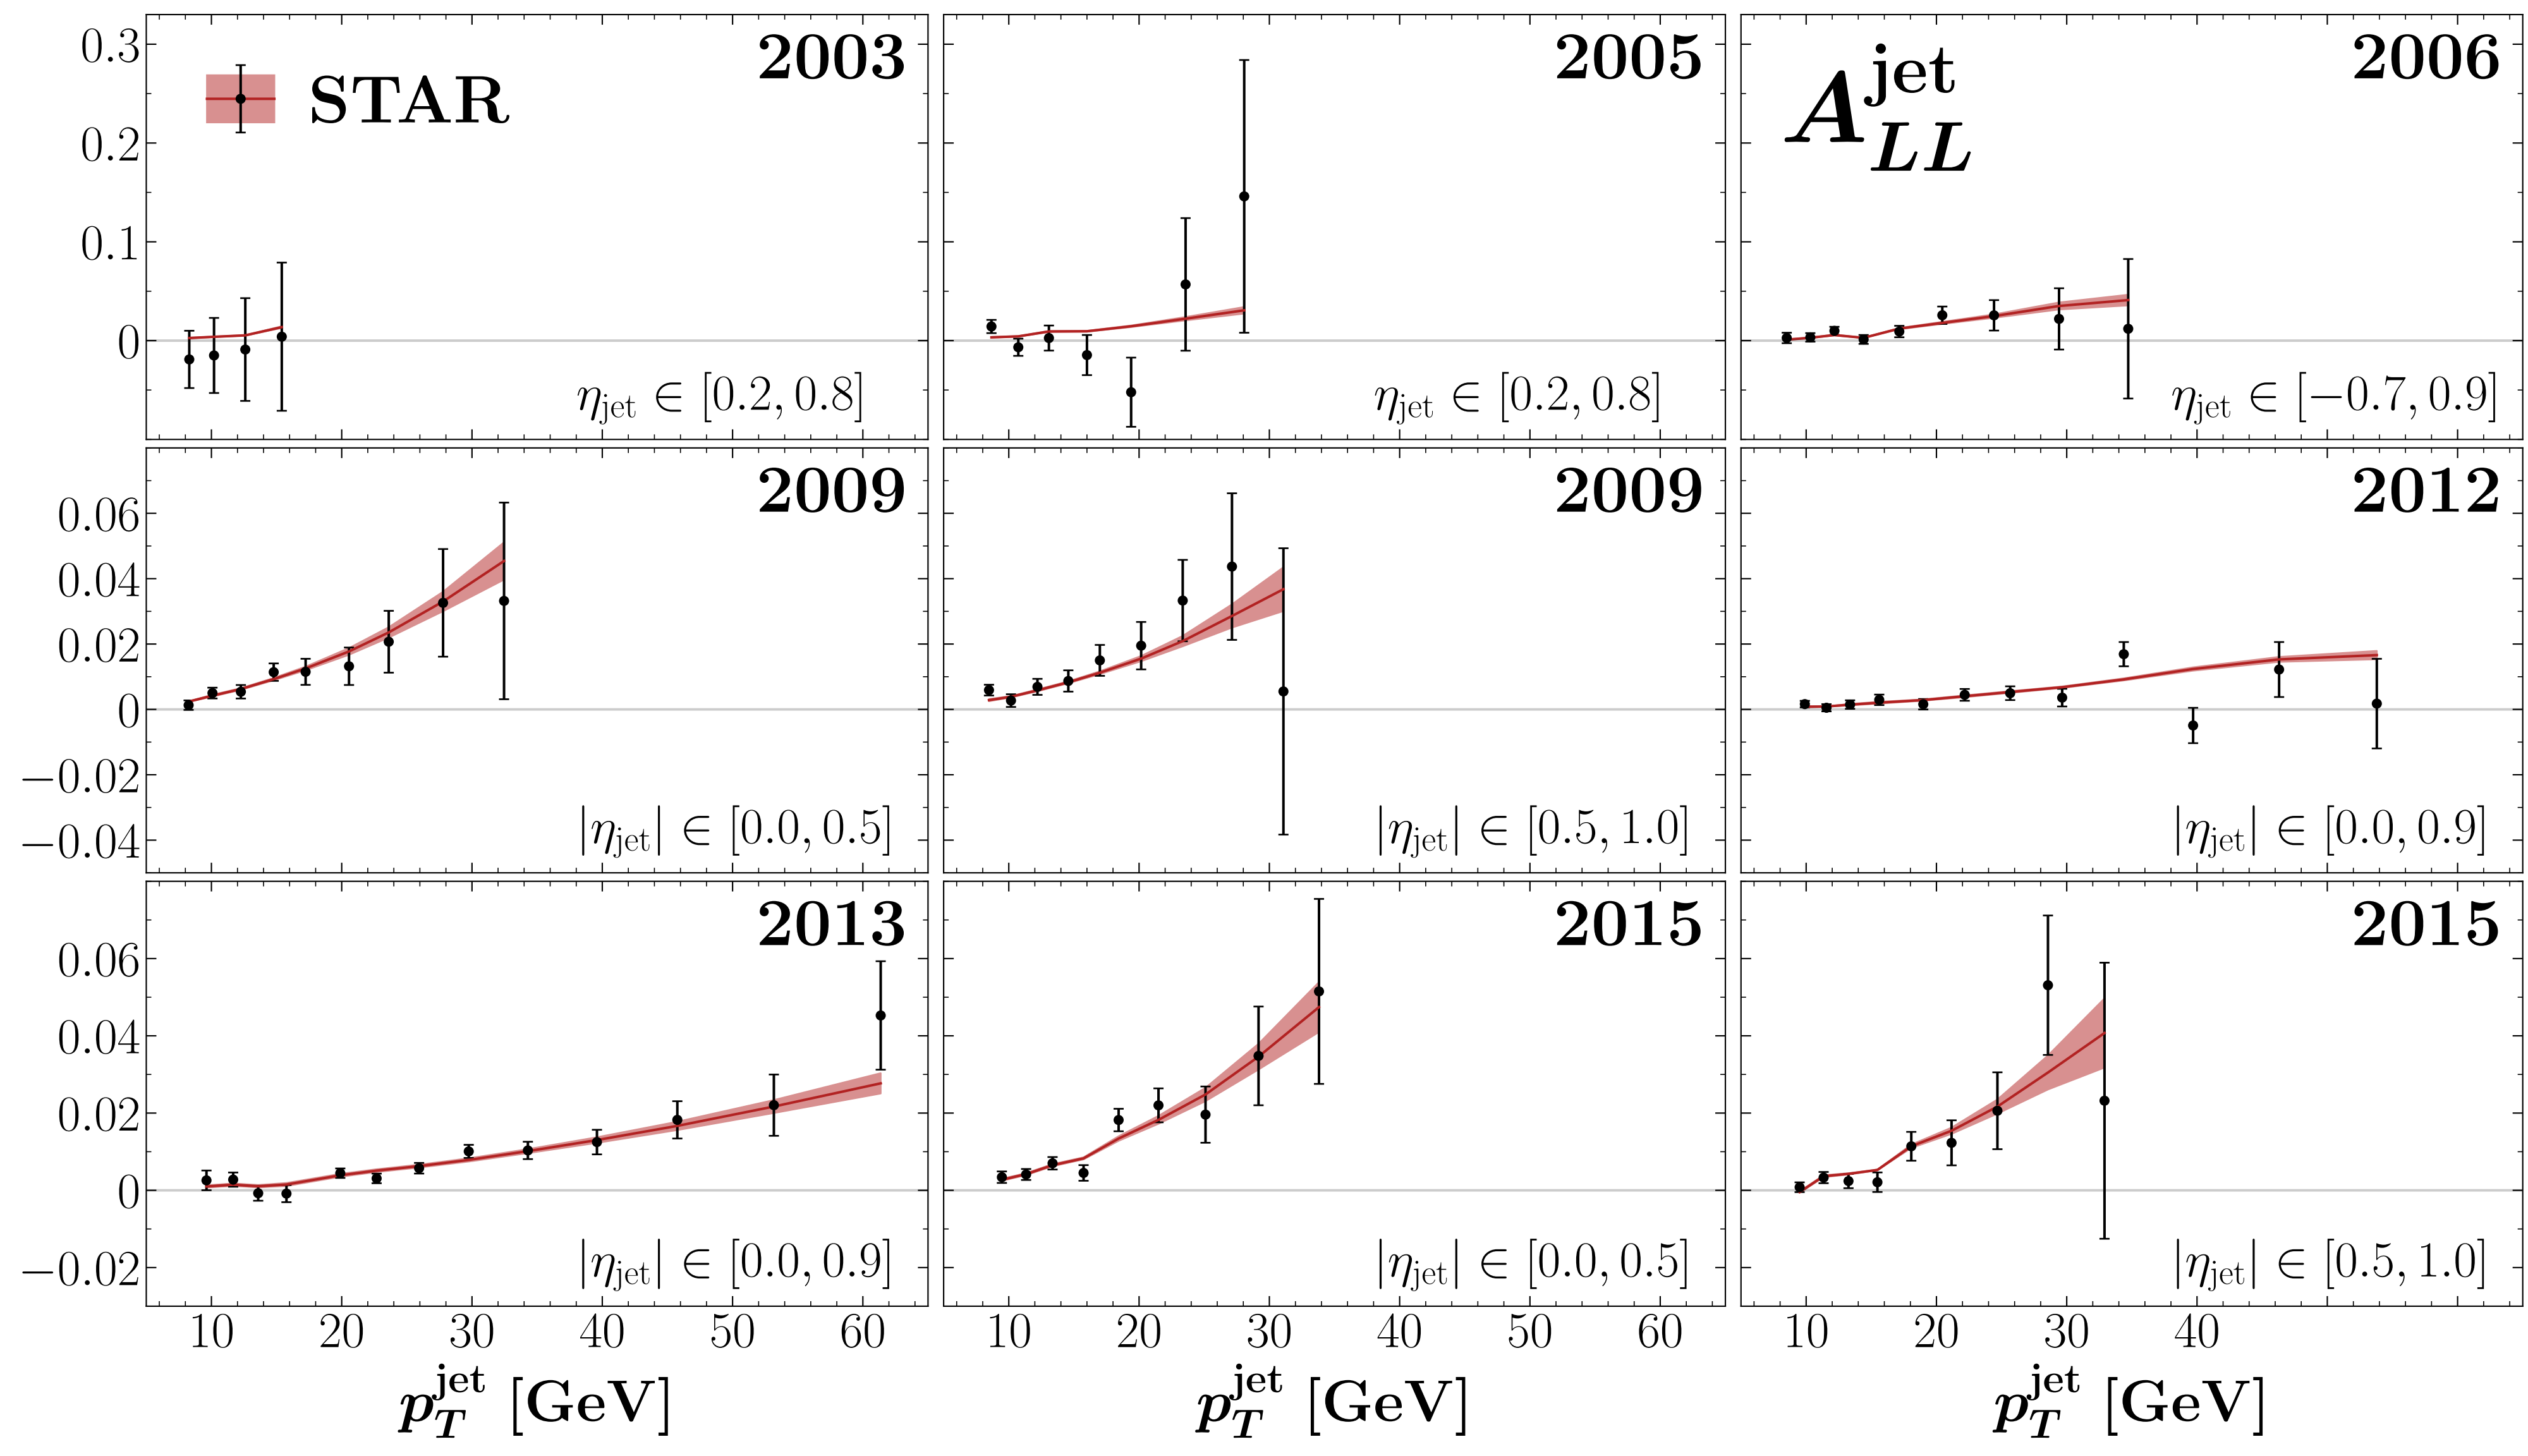 2003
STAR
0.3
0.2
0.1
0
η_jet ∈ [0.2, 0.8]
2005
η_jet ∈ [0.2, 0.8]
2006
A_LL^jet
η_jet ∈ [−0.7, 0.9]
2009
0.06
0.04
0.02
0
−0.02
−0.04
|η_jet| ∈ [0.0, 0.5]
2009
|η_jet| ∈ [0.5, 1.0]
2012
|η_jet| ∈ [0.0, 0.9]
2013
0.06
0.04
0.02
0
−0.02
|η_jet| ∈ [0.0, 0.9]
10 20 30 40 50 60
p_T^jet [GeV]
2015
|η_jet| ∈ [0.0, 0.5]
10 20 30 40 50 60
p_T^jet [GeV]
2015
|η_jet| ∈ [0.5, 1.0]
10 20 30 40
p_T^jet [GeV]